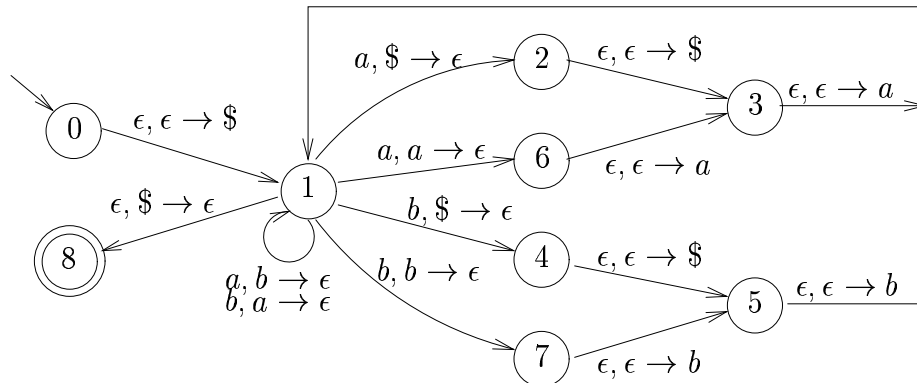 a, $ → ϵ
2
ϵ, ϵ → $
0
ϵ, ϵ → $
3
ϵ, ϵ → a
a, a → ϵ
6
ϵ, ϵ → a
1
ϵ, $ → ϵ
b, $ → ϵ
8
4
ϵ, ϵ → $
a, b → ϵ
b, a → ϵ
b, b → ϵ
5
ϵ, ϵ → b
7
ϵ, ϵ → b